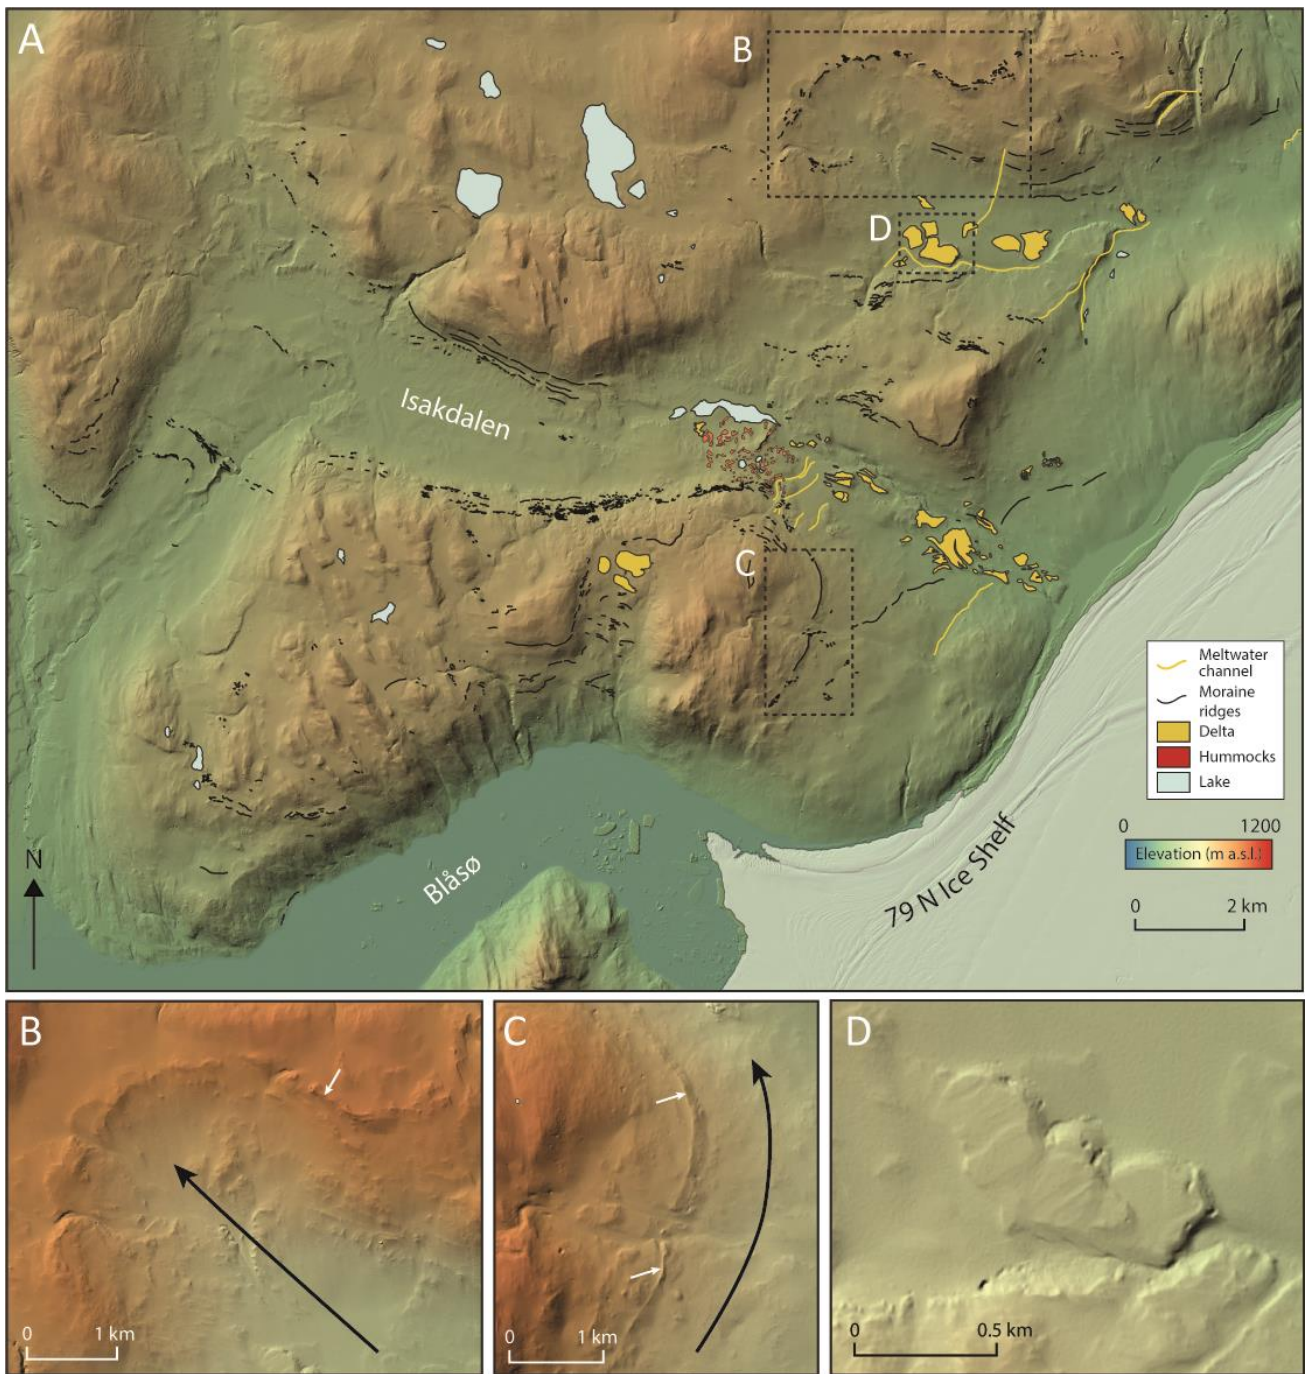 A
B
D
Isakdalen
C
Meltwater
channel
Moraine
ridges
Delta
Hummocks
Lake
0 1200
Elevation (m a.s.l.)
0 2 km
N
Blåsø
79 N Ice Shelf
B
0 1 km
C
0 1 km
D
0 0.5 km